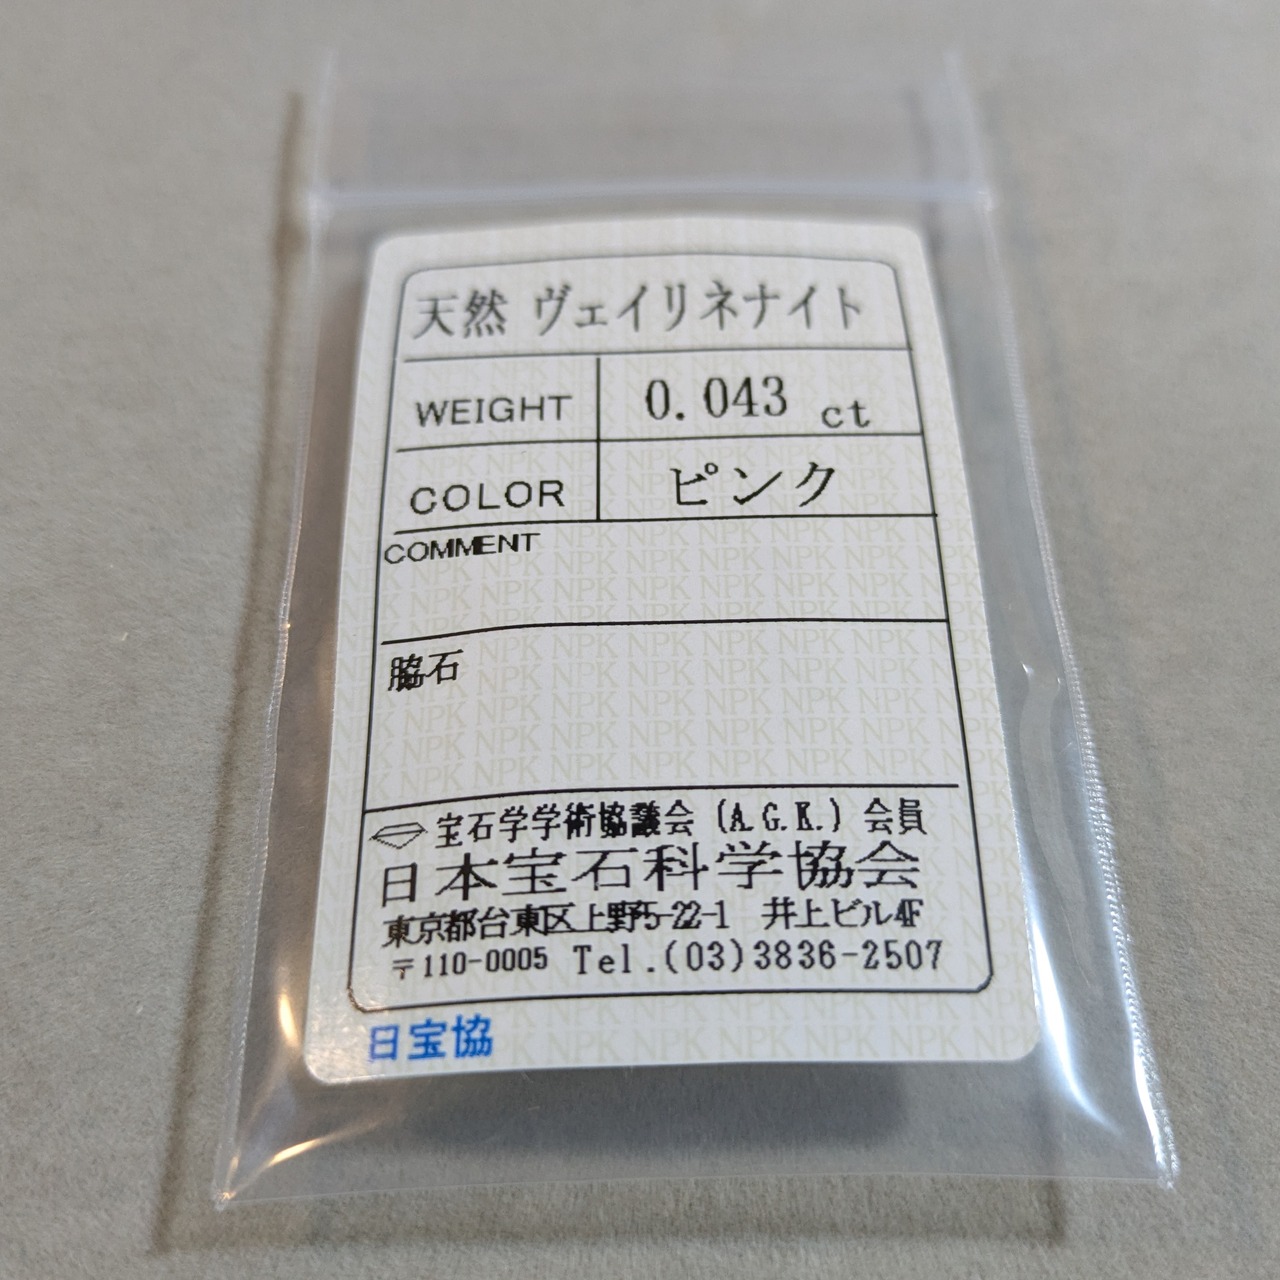 天然 ヴェイリネナイト
WEIGHT 0.043 ct
COLOR ピンク
COMMENT
脇石
宝石学学術協議会 (A.G.K.) 会員
日本宝石科学協会
東京都台東区上野5-22-1 井上ビル4F
〒110-0005 Tel.(03)3836-2507
日宝協